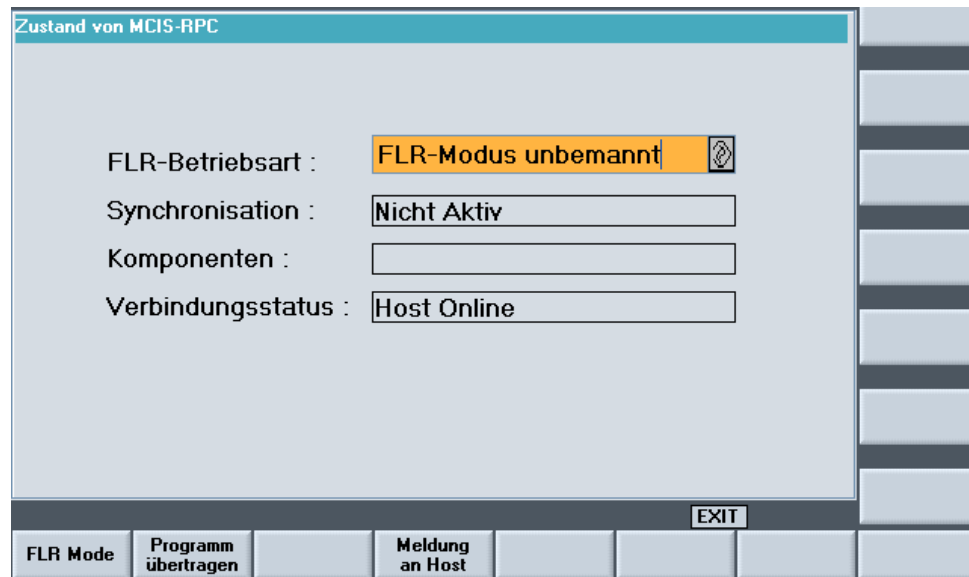 Zustand von MCIS-RPC
FLR-Betriebsart : FLR-Modus unbemannt
Synchronisation : Nicht Aktiv
Komponenten :
Verbindungsstatus : Host Online
EXIT
FLR Mode
Programm
übertragen
Meldung
an Host